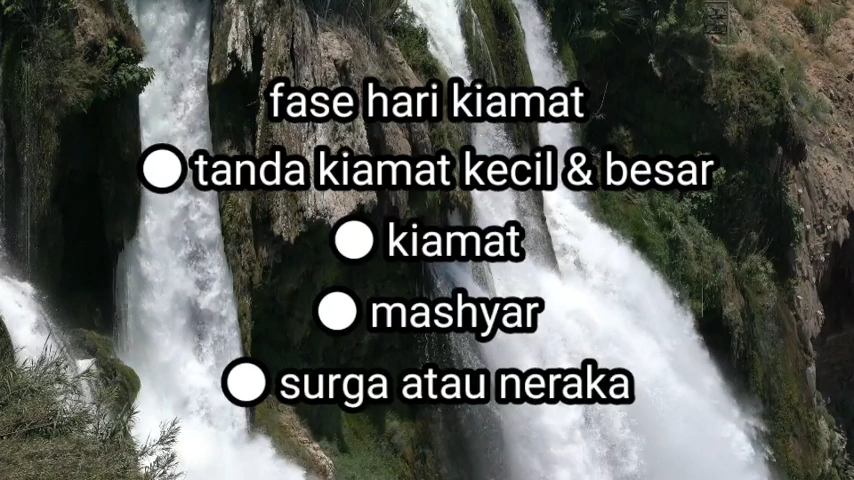 fase hari kiamat
⚪ tanda kiamat kecil & besar
⚪ kiamat
⚪ mashyar
⚪ surga atau neraka